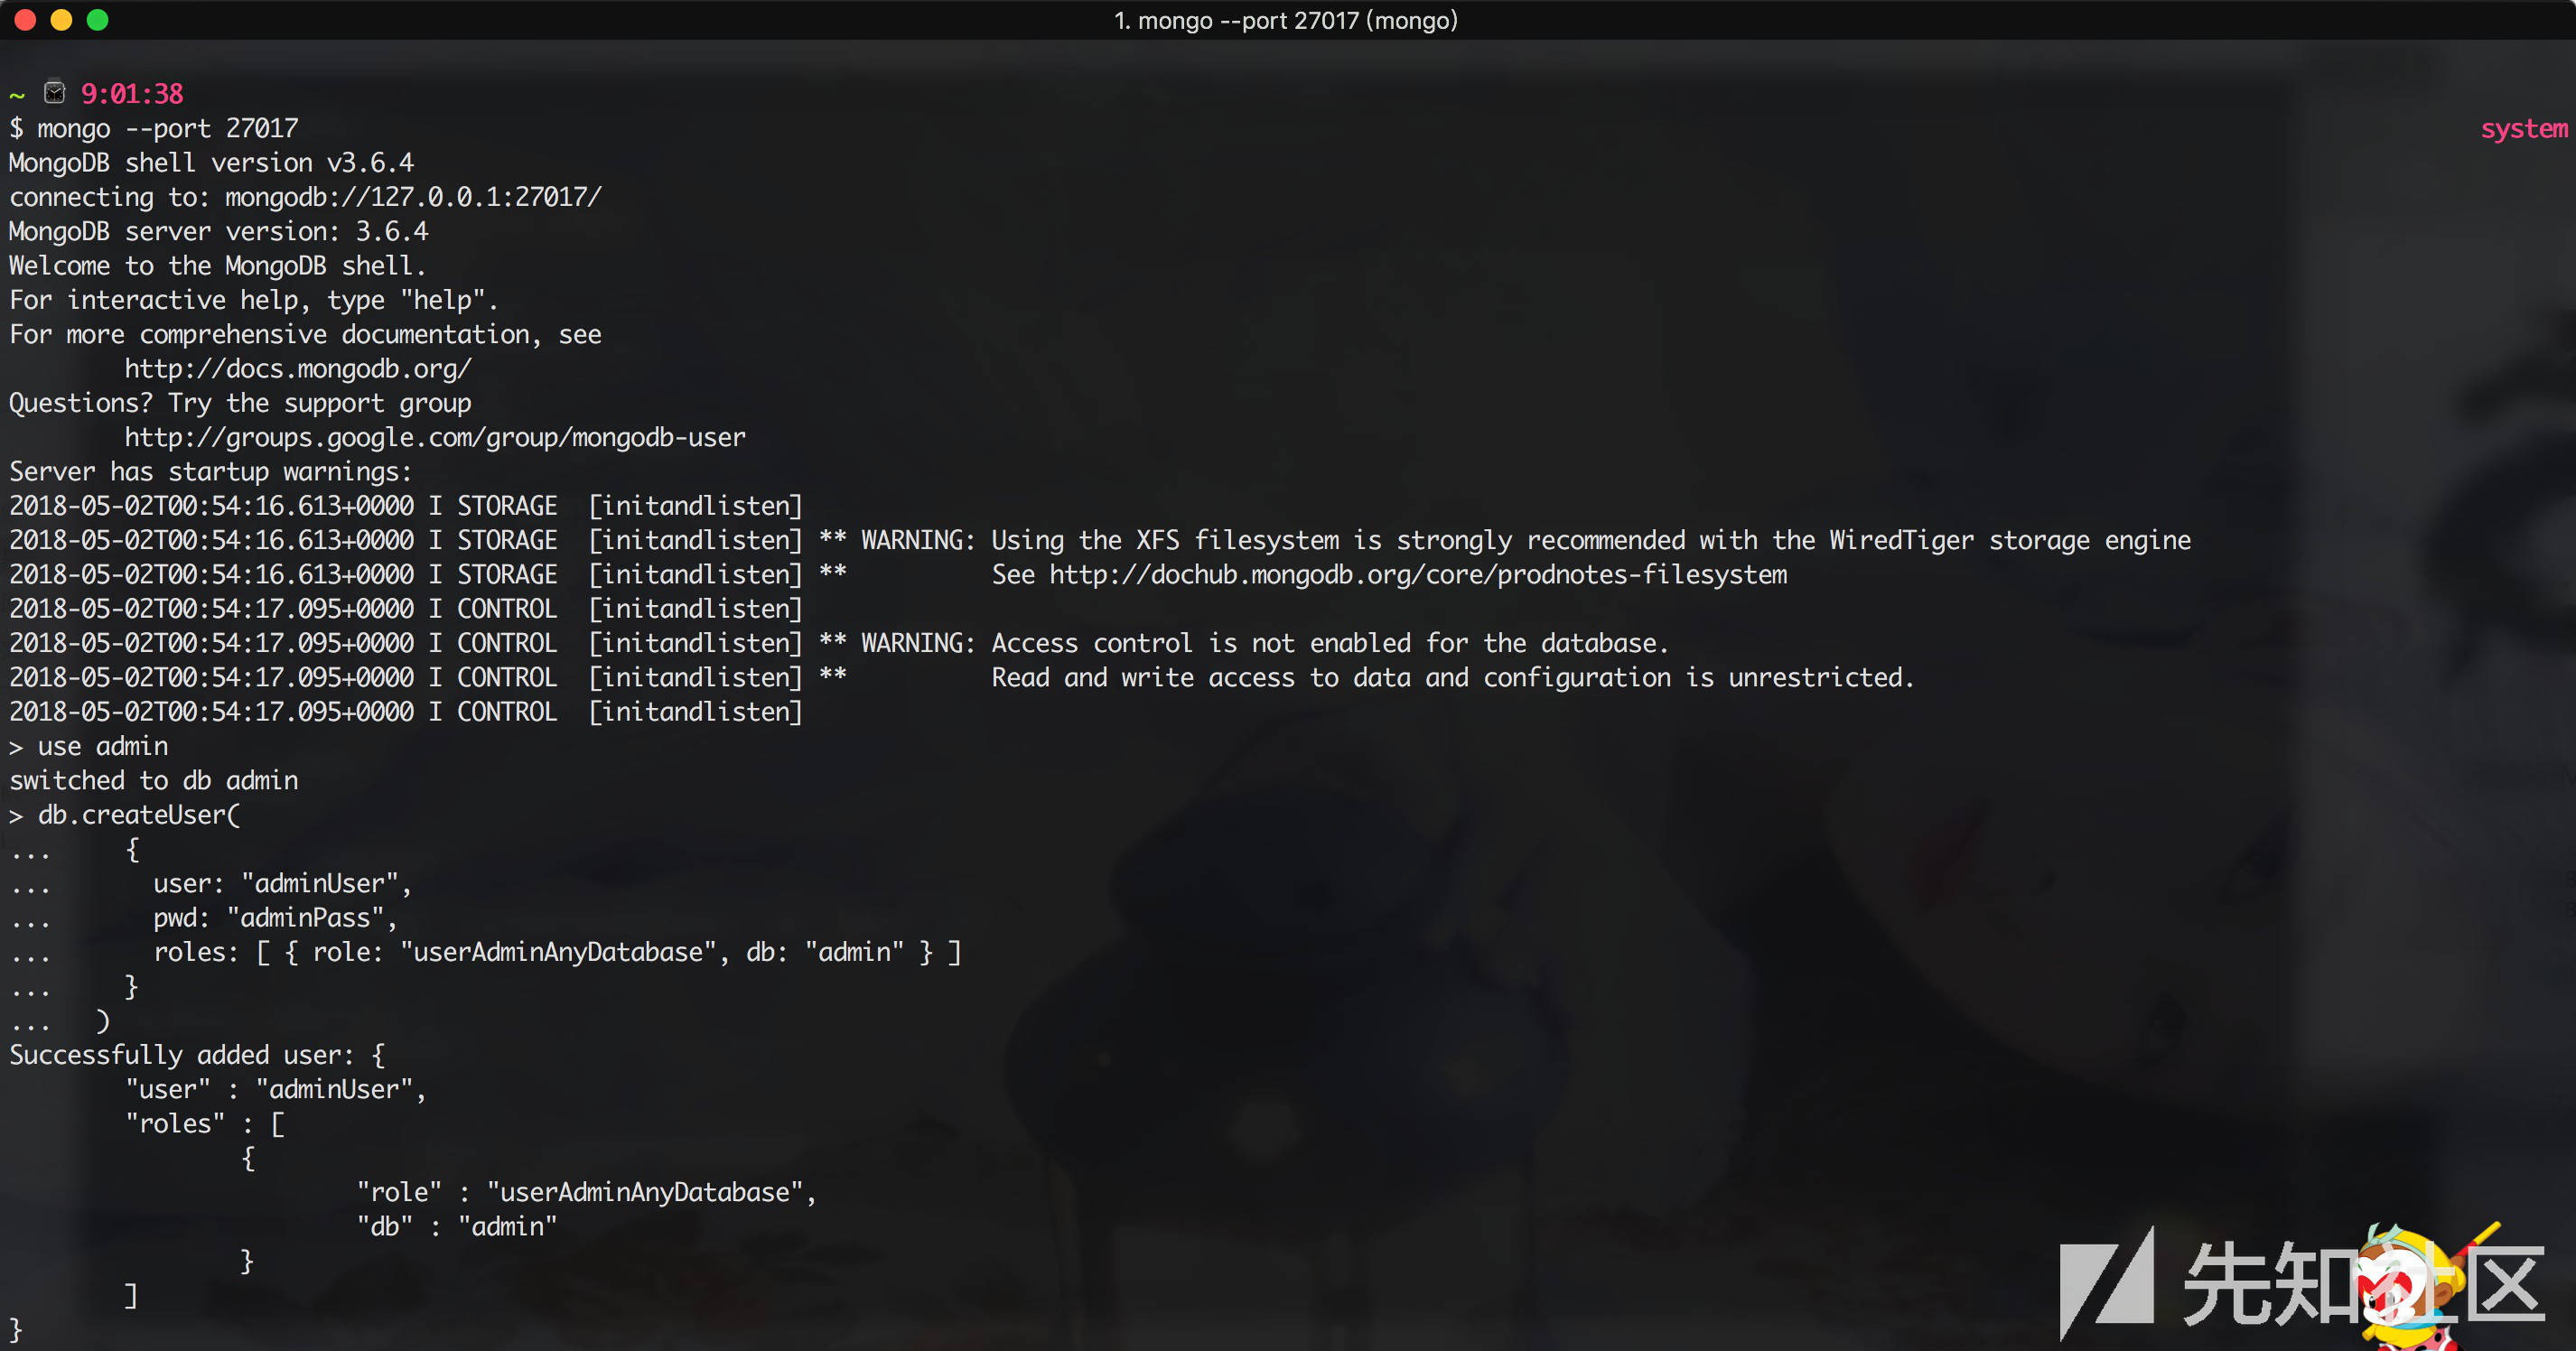 1. mongo --port 27017 (mongo)
~ 9:01:38
$ mongo --port 27017 system
MongoDB shell version v3.6.4
connecting to: mongodb://127.0.0.1:27017/
MongoDB server version: 3.6.4
Welcome to the MongoDB shell.
For interactive help, type "help".
For more comprehensive documentation, see
        http://docs.mongodb.org/
Questions? Try the support group
        http://groups.google.com/group/mongodb-user
Server has startup warnings:
2018-05-02T00:54:16.613+0000 I STORAGE  [initandlisten]
2018-05-02T00:54:16.613+0000 I STORAGE  [initandlisten] ** WARNING: Using the XFS filesystem is strongly recommended with the WiredTiger storage engine
2018-05-02T00:54:16.613+0000 I STORAGE  [initandlisten] **          See http://dochub.mongodb.org/core/prodnotes-filesystem
2018-05-02T00:54:17.095+0000 I CONTROL  [initandlisten]
2018-05-02T00:54:17.095+0000 I CONTROL  [initandlisten] ** WARNING: Access control is not enabled for the database.
2018-05-02T00:54:17.095+0000 I CONTROL  [initandlisten] **          Read and write access to data and configuration is unrestricted.
2018-05-02T00:54:17.095+0000 I CONTROL  [initandlisten]
> use admin
switched to db admin
> db.createUser(
...     {
...       user: "adminUser",
...       pwd: "adminPass",
...       roles: [ { role: "userAdminAnyDatabase", db: "admin" } ]
...     }
...   )
Successfully added user: {
        "user" : "adminUser",
        "roles" : [
                {
                        "role" : "userAdminAnyDatabase",
                        "db" : "admin"
                }
        ]
}
先知社区